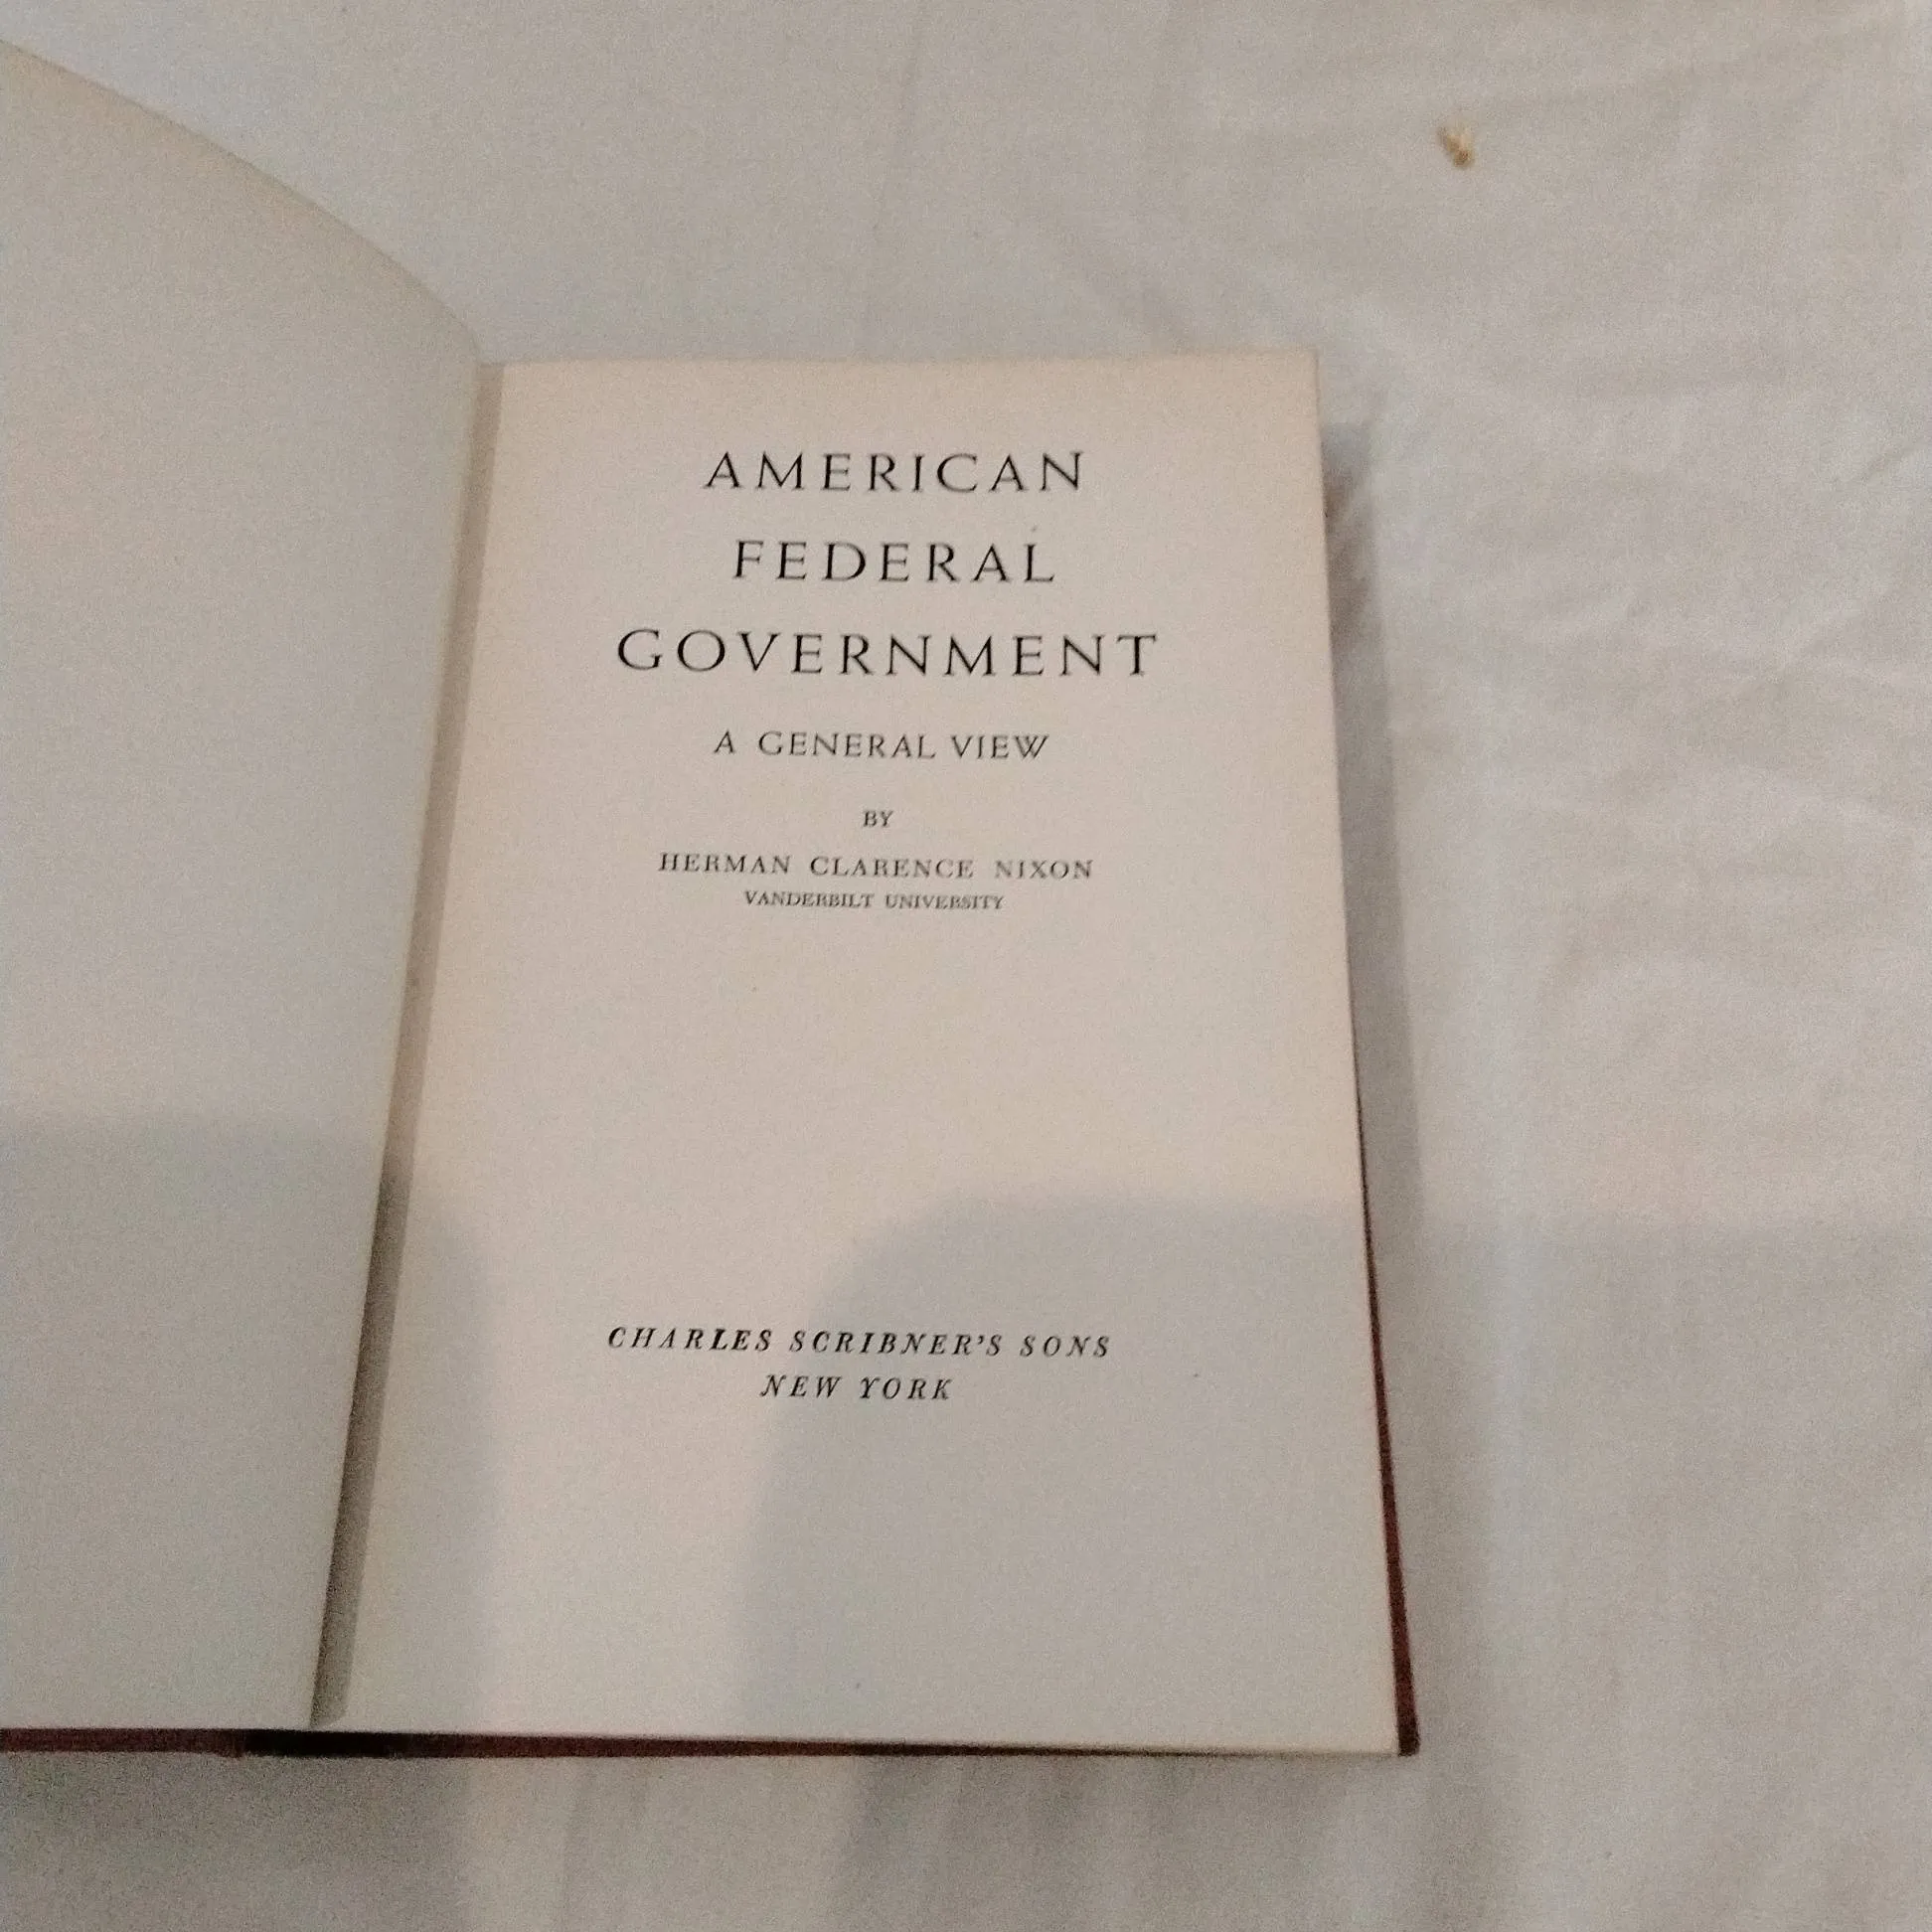 AMERICAN
FEDERAL
GOVERNMENT
A GENERAL VIEW
BY
HERMAN CLARENCE NIXON
VANDERBILT UNIVERSITY
CHARLES SCRIBNER'S SONS
NEW YORK